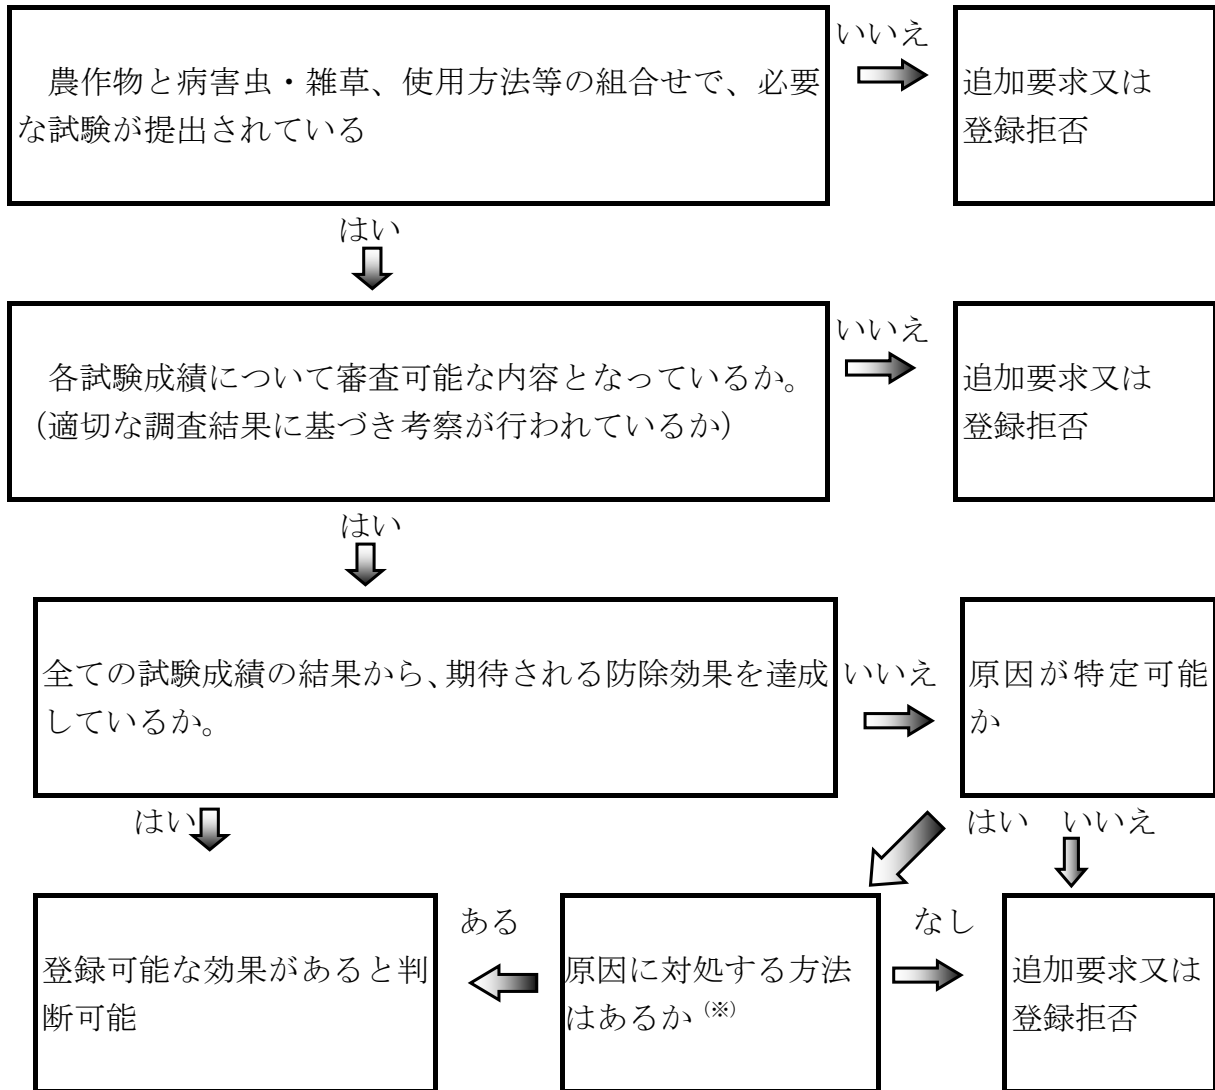 いいえ
農作物と病害虫・雑草、使用方法等の組合せで、必要
な試験が提出されている
追加要求又は
登録拒否
はい
いいえ
各試験成績について審査可能な内容となっているか。
（適切な調査結果に基づき考察が行われているか）
追加要求又は
登録拒否
はい
全ての試験成績の結果から、期待される防除効果を達成
しているか。
いいえ
原因が特定可能
か
はい
はい
いいえ
登録可能な効果があると判
断可能
ある
原因に対処する方法
はあるか（※）
なし
追加要求又は
登録拒否